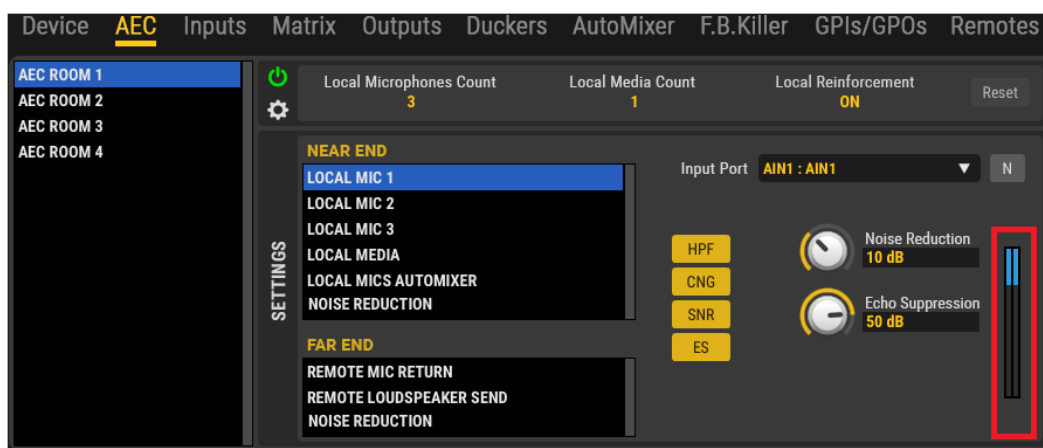 Device AEC Inputs Matrix Outputs Duckers AutoMixer F.B.Killer GPIs/GPOs Remotes
AEC ROOM 1
AEC ROOM 2
AEC ROOM 3
AEC ROOM 4
Local Microphones Count
3
Local Media Count
1
Local Reinforcement
ON
Reset
SETTINGS
NEAR END
LOCAL MIC 1
LOCAL MIC 2
LOCAL MIC 3
LOCAL MEDIA
LOCAL MICS AUTOMIXER
NOISE REDUCTION
FAR END
REMOTE MIC RETURN
REMOTE LOUDSPEAKER SEND
NOISE REDUCTION
Input Port AIN1 : AIN1 N
HPF
CNG
SNR
ES
Noise Reduction
10 dB
Echo Suppression
50 dB